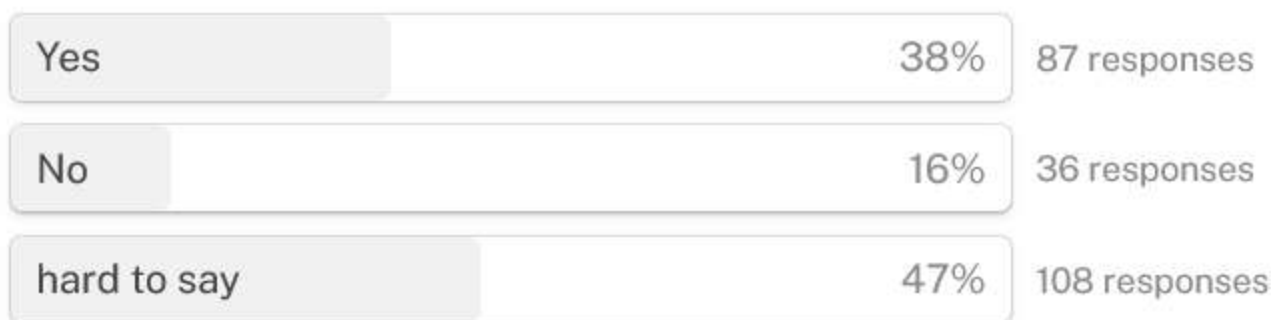 Yes 38% 87 responses
No 16% 36 responses
hard to say 47% 108 responses